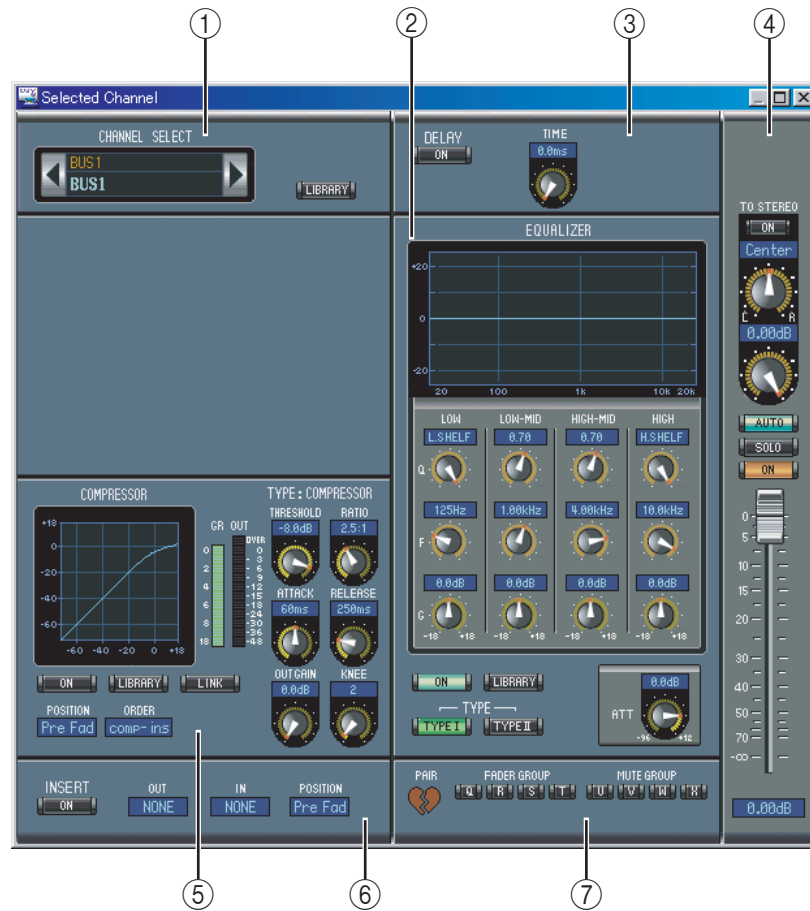 ① ② ③ ④
Selected Channel
CHANNEL SELECT
BUS1
BUS1
LIBRARY
DELAY
ON
TIME
0.0ms
EQUALIZER
+20
0
-20
20 100 1k 10k 20k
LOW LOW-MID HIGH-MID HIGH
L.SHELF 0.70 0.70 H.SHELF
Q
125Hz 1.00kHz 4.00kHz 10.0kHz
F
0.0dB 0.0dB 0.0dB 0.0dB
G
-18 +18 -18 +18 -18 +18 -18 +18
ON LIBRARY
TYPE
TYPE I TYPE II
ATT
0.0dB
-96 +12
TO STEREO
ON
Center
L R
0.00dB
AUTO
SOLO
ON
0
5
10
15
20
30
40
50
70
-∞
0.00dB
COMPRESSOR
+18
0
-20
-40
-60
-60 -40 -20 0 +18
GR OUT
0
2
4
6
8
18
OVER
0
- 3
- 6
- 9
-12
-15
-18
-24
-30
-36
-48
TYPE : COMPRESSOR
THRESHOLD RATIO
-8.0dB 2.5:1
ATTACK RELEASE
60ms 250ms
OUT GAIN KNEE
0.0dB 2
ON LIBRARY LINK
POSITION ORDER
Pre Fad comp-ins
INSERT
ON
OUT IN POSITION
NONE NONE Pre Fad
PAIR FADER GROUP MUTE GROUP
Q R S T U V W X
⑤ ⑥ ⑦